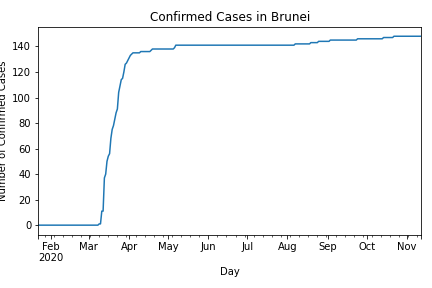 Confirmed Cases in Brunei
Number of Confirmed Cases
140
120
100
80
60
40
20
0
Feb Mar Apr May Jun Jul Aug Sep Oct Nov
2020
Day